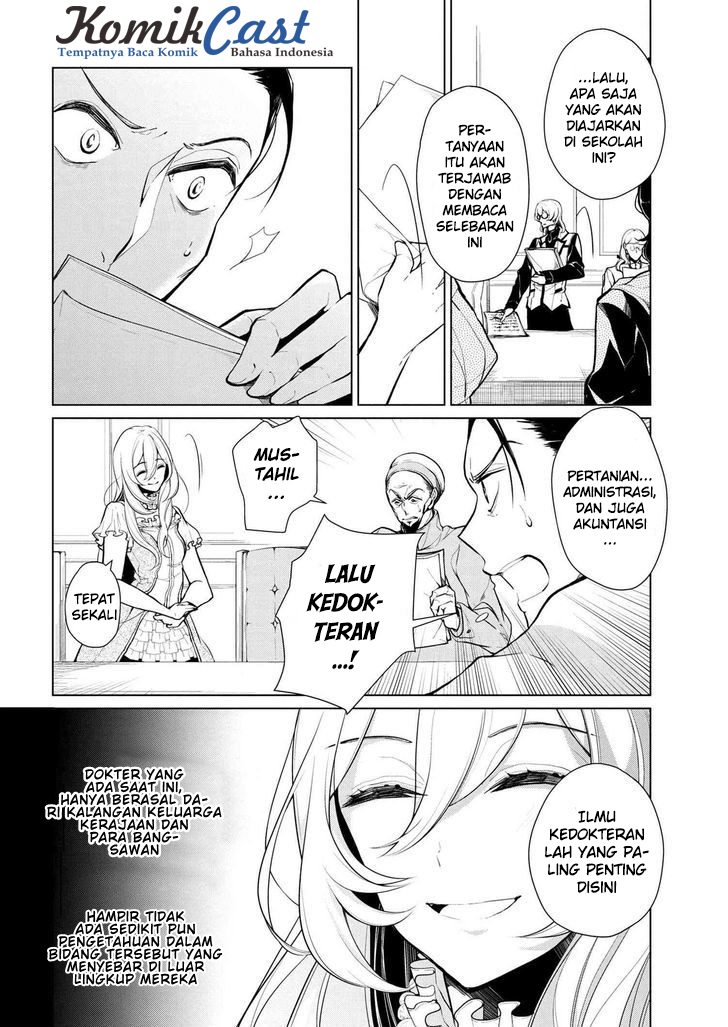 KomikCast
Tempatnya Baca Komik Bahasa Indonesia
...LALU,
APA SAJA
YANG AKAN
DIAJARKAN
DI SEKOLAH
INI?
PER-
TANYAAN
ITU AKAN
TERJAWAB
DENGAN
MEMBACA
SELEBARAN
INI
PERTANIAN...
ADMINISTRASI,
DAN JUGA
AKUNTANSI
...
LALU
KEDOK-
TERAN
...!
MUS-
TAHIL
...
TEPAT
SEKALI
ILMU
KEDOKTERAN
LAH YANG PA-
LING PENTING
DISINI
DOKTER YANG
ADA SAAT INI,
HANYA BERASAL DA-
RI KALANGAN KELUARGA
KERAJAAN DAN
PARA BANG-
SAWAN
HAMPIR TIDAK
ADA SEDIKIT PUN
PENGETAHUAN DALAM
BIDANG TERSEBUT YANG
MENYEBAR DI LUAR
LINGKUP MEREKA